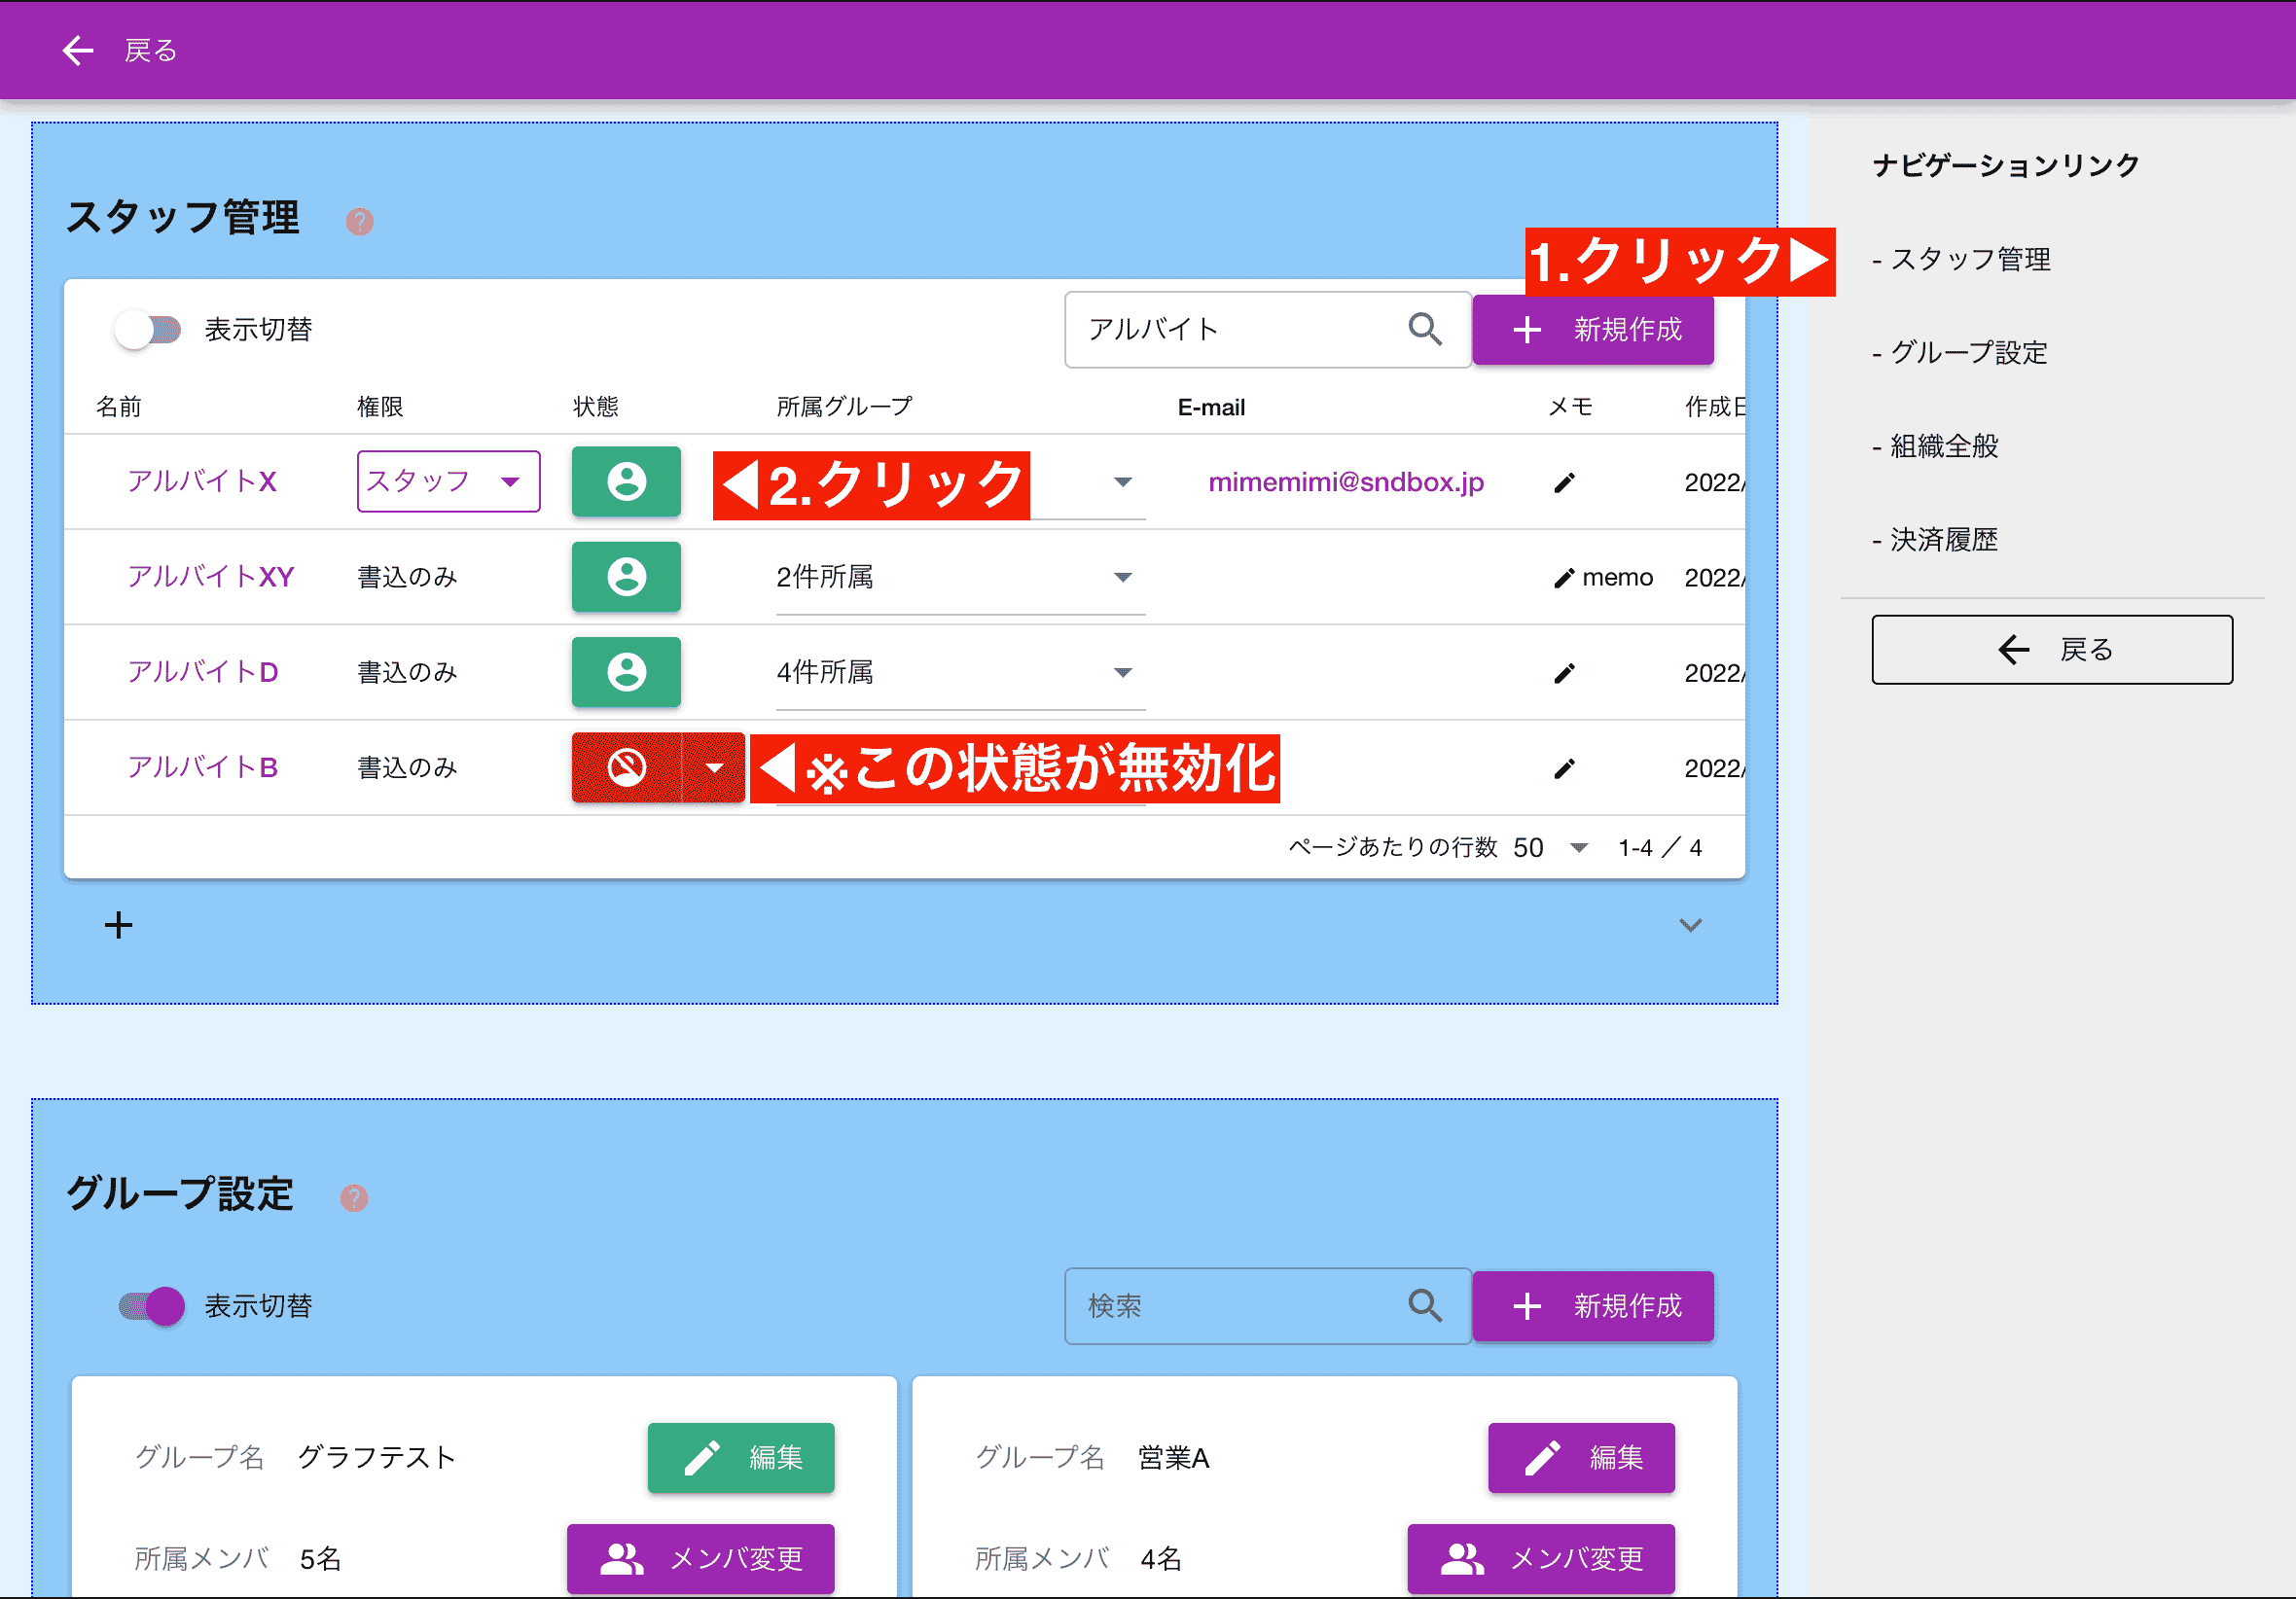 戻る
スタッフ管理
1.クリック▶
ナビゲーションリンク
- スタッフ管理
- グループ設定
- 組織全般
- 決済履歴
戻る
表示切替
アルバイト
新規作成
名前 権限 状態 所属グループ E-mail メモ 作成日
アルバイトX スタッフ ◀2.クリック mimemimi@sndbox.jp 2022/
アルバイトXY 書込のみ 2件所属 memo 2022/
アルバイトD 書込のみ 4件所属 2022/
アルバイトB 書込のみ ◀※この状態が無効化 2022/
ページあたりの行数 50 1-4 / 4
グループ設定
表示切替
検索
新規作成
グループ名 グラフテスト 編集
所属メンバ 5名 メンバ変更
グループ名 営業A 編集
所属メンバ 4名 メンバ変更